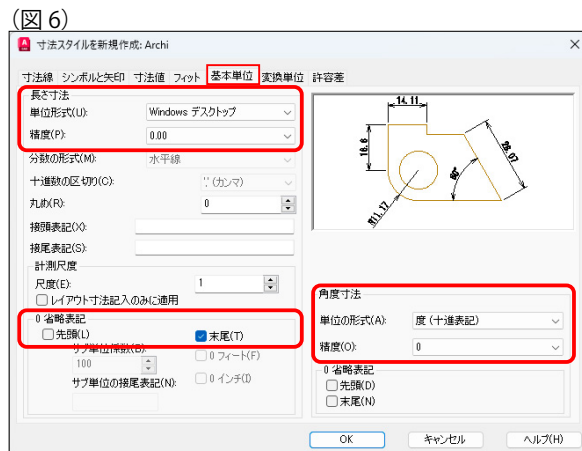 (図 6)
寸法スタイルを新規作成: Archi
寸法線 シンボルと矢印 寸法値 フィット 基本単位 変換単位 許容差
長さ寸法
単位形式(U): Windows デスクトップ
精度(P): 0.00
分数の形式(M): 水平線
十進数の区切り(C): ',' (カンマ)
丸め(R): 0
接頭表記(X):
接尾表記(S):
計測尺度
尺度(E): 1
レイアウト寸法記入のみに適用
0 省略表記
先頭(L) 末尾(T)
サブ単位係数(B): 0 フィート(F)
100
サブ単位の接尾表記(N): 0 インチ(I)
14,11
16,6
28,07
60°
R11,17
角度寸法
単位の形式(A): 度 (十進表記)
精度(O): 0
0 省略表記
先頭(D)
末尾(N)
OK キャンセル ヘルプ(H)